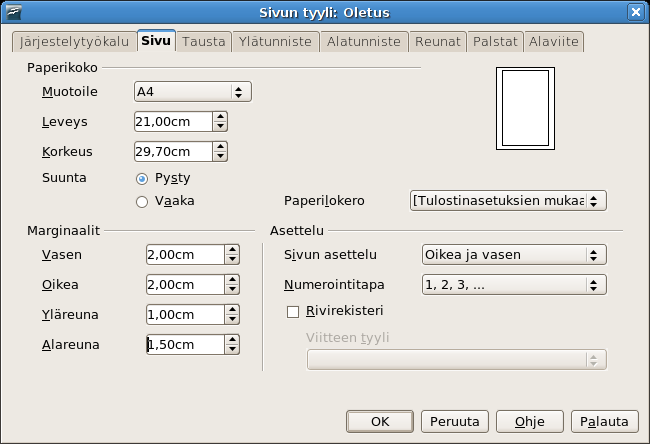 Sivun tyyli: Oletus
Järjestelytyökalu Sivu Tausta Ylätunniste Alatunniste Reunat Palstat Alaviite
Paperikoko
Muotoile A4
Leveys 21,00cm
Korkeus 29,70cm
Suunta Pysty
Vaaka Paperilokero [Tulostinasetuksien mukaa
Marginaalit Asettelu
Vasen 2,00cm Sivun asettelu Oikea ja vasen
Oikea 2,00cm Numerointitapa 1, 2, 3, ...
Yläreuna 1,00cm Rivirekisteri
Alareuna 1,50cm Viitteen tyyli
OK Peruuta Ohje Palauta